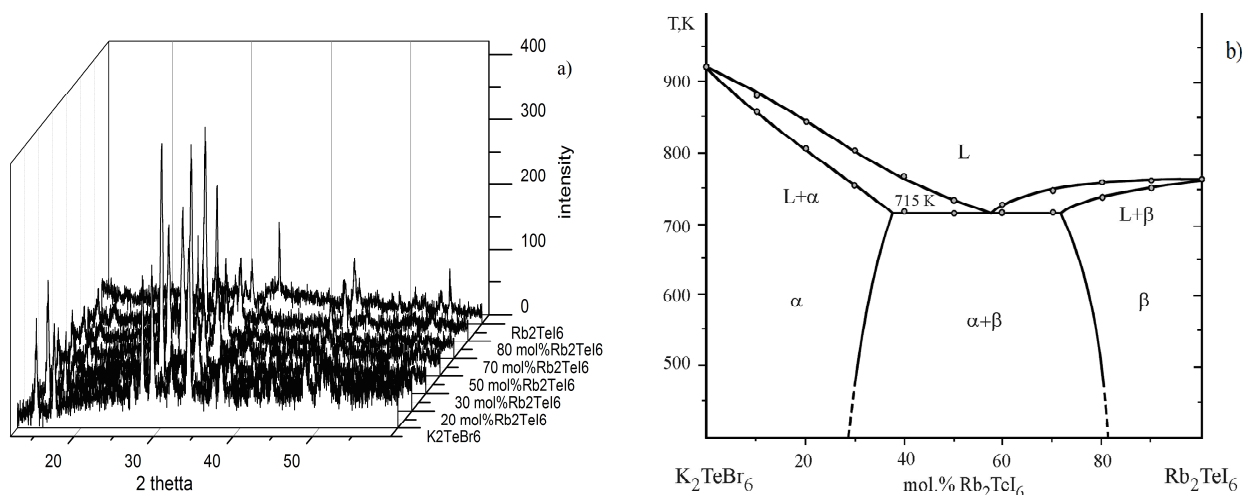 400
a)
300
200
100
0
intensity
Rb2TeI6
80 mol%Rb2TeI6
70 mol%Rb2TeI6
50 mol%Rb2TeI6
30 mol%Rb2TeI6
20 mol%Rb2TeI6
K2TeBr6
20 30 40 50
2 thetta
T,K
b)
900
800
700
600
500
L
L+α
715 K
L+β
α
α+β
β
20 40 60 80
K₂TeBr₆ mol.% Rb₂TeI₆ Rb₂TeI₆